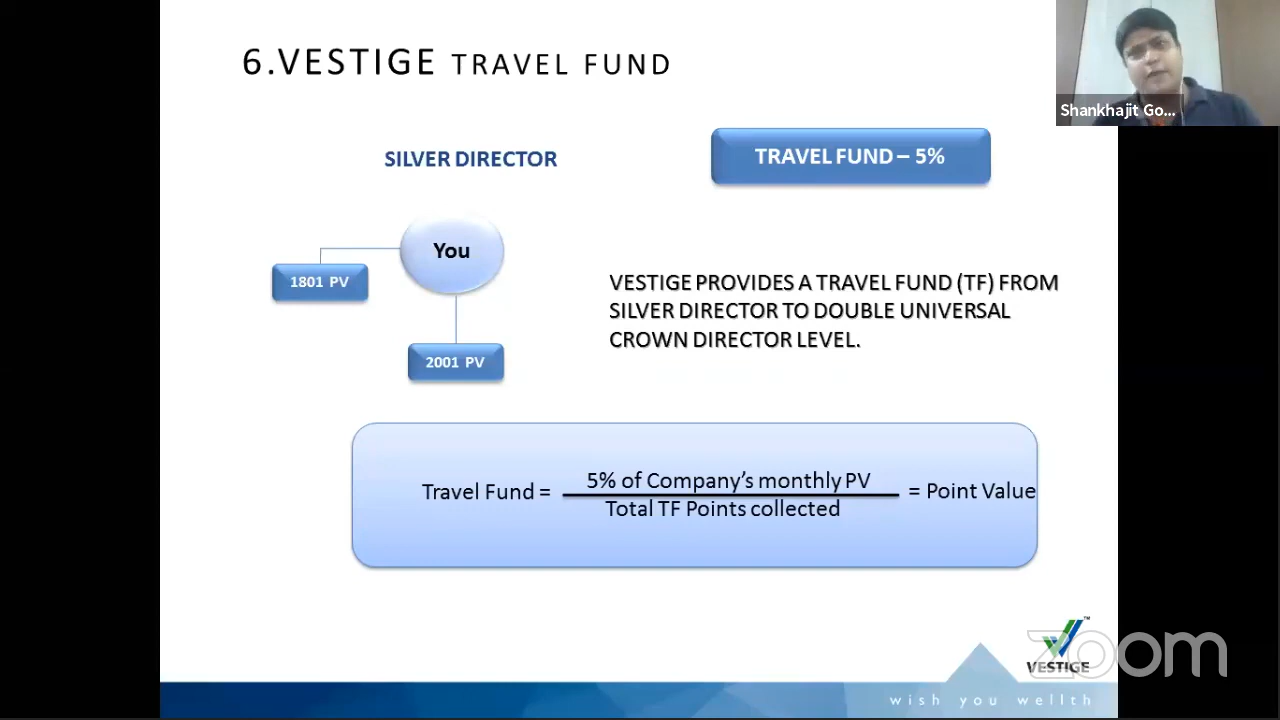 6.VESTIGE TRAVEL FUND
Shankhajit Go...
SILVER DIRECTOR
TRAVEL FUND – 5%
You
1801 PV
2001 PV
VESTIGE PROVIDES A TRAVEL FUND (TF) FROM
SILVER DIRECTOR TO DOUBLE UNIVERSAL
CROWN DIRECTOR LEVEL.
5% of Company's monthly PV
Travel Fund = = Point Value
Total TF Points collected
TM
VESTIGE
zoom
wish you wellth